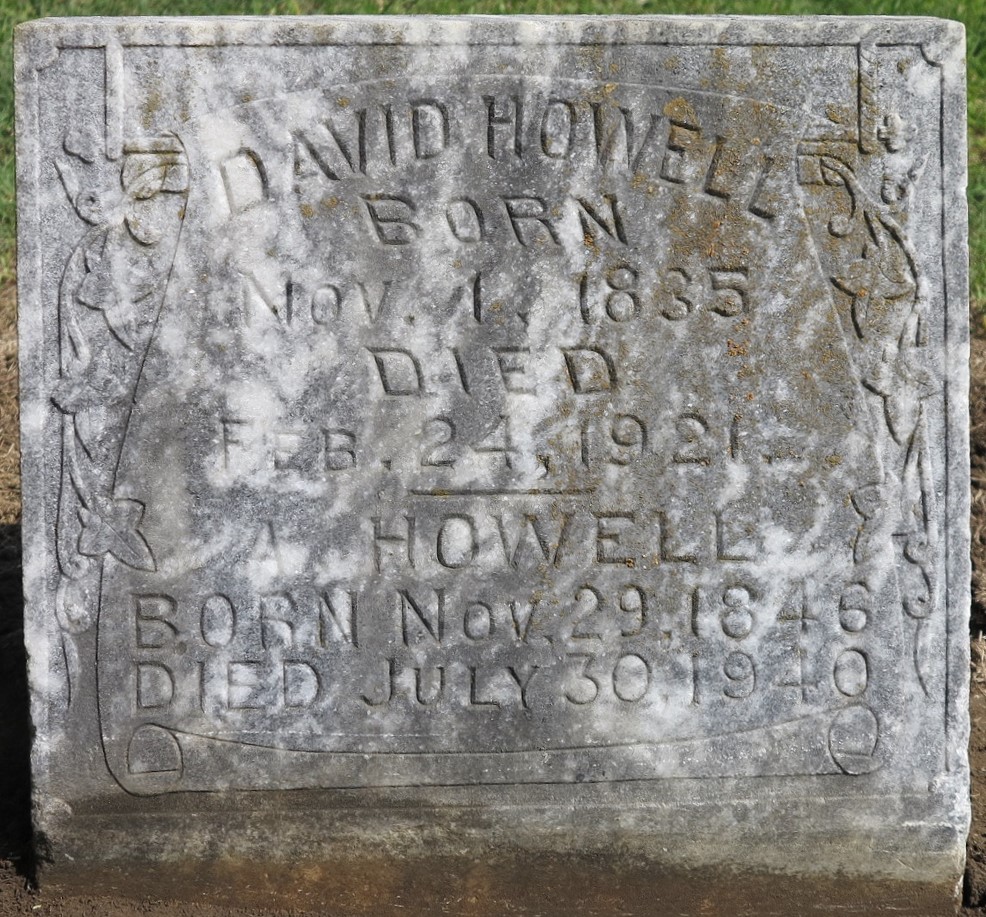 DAVID HOWELL
BORN
NOV. 1. 1835
DIED
FEB. 24, 1921.
A HOWELL
BORN NOV. 29, 1846
DIED JULY 30, 1940